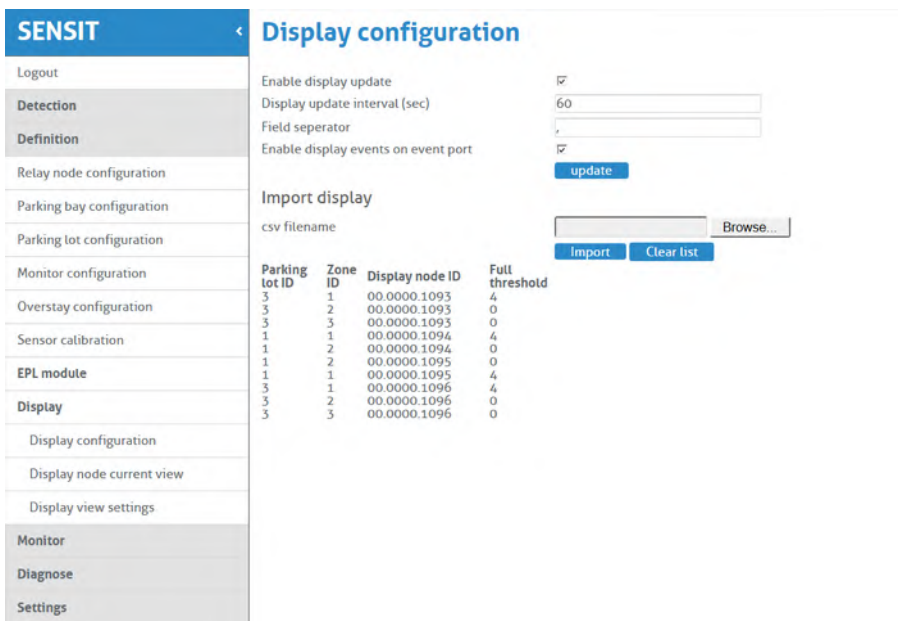 SENSIT
Logout
Detection
Definition
Relay node configuration
Parking bay configuration
Parking lot configuration
Monitor configuration
Overstay configuration
Sensor calibration
EPL module
Display
Display configuration
Display node current view
Display view settings
Monitor
Diagnose
Settings
Display configuration
Enable display update
Display update interval (sec) 60
Field seperator ,
Enable display events on event port
update
Import display
csv filename Browse...
Import Clear list
Parking lot ID Zone ID Display node ID Full threshold
3 1 00.0000.1093 4
3 2 00.0000.1093 0
3 3 00.0000.1093 0
1 1 00.0000.1094 4
1 2 00.0000.1094 0
1 2 00.0000.1095 0
1 1 00.0000.1095 4
3 1 00.0000.1096 4
3 2 00.0000.1096 0
3 3 00.0000.1096 0